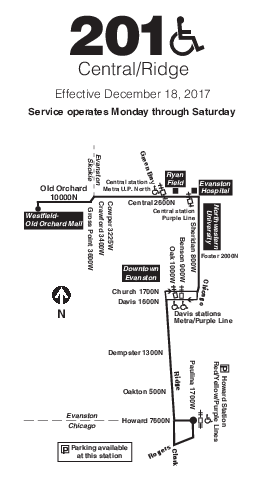 201
Central/Ridge
Effective December 18, 2017
Service operates Monday through Saturday
Evanston
Skokie
Green Bay
Ryan
Field
Evanston
Hospital
Central station
Metra U.P. North
Old Orchard
10000N
Central 2600N
Central station
Purple Line
Westfield-
Old Orchard Mall
Gross Point 3800W
Crawford 3400W
Cowper 3225W
Northwestern
University
Sheridan 800W
Benson 900W
Oak 1000W
Foster 2000N
Downtown
Evanston
Church 1700N
Davis 1600N
Chicago
Davis stations
Metra/Purple Line
N
Dempster 1300N
Ridge
Paulina 1700W
P
Howard Station
Red/Yellow/Purple Lines
Oakton 500N
Evanston
Chicago
Howard 7600N
Rogers
Clark
P Parking available
at this station